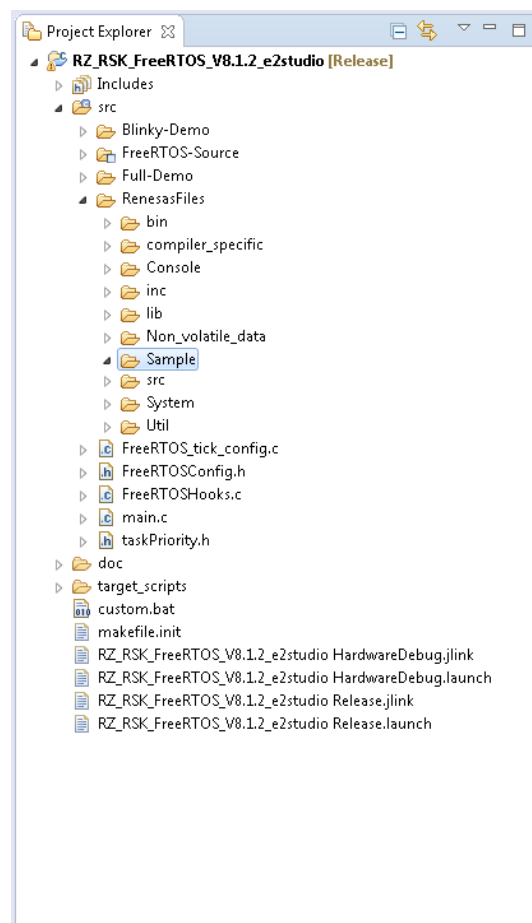 Project Explorer
RZ_RSK_FreeRTOS_V8.1.2_e2studio [Release]
Includes
src
Blinky-Demo
FreeRTOS-Source
Full-Demo
RenesasFiles
bin
compiler_specific
Console
inc
lib
Non_volatile_data
Sample
src
System
Util
FreeRTOS_tick_config.c
FreeRTOSConfig.h
FreeRTOSHooks.c
main.c
taskPriority.h
doc
target_scripts
custom.bat
makefile.init
RZ_RSK_FreeRTOS_V8.1.2_e2studio HardwareDebug.jlink
RZ_RSK_FreeRTOS_V8.1.2_e2studio HardwareDebug.launch
RZ_RSK_FreeRTOS_V8.1.2_e2studio Release.jlink
RZ_RSK_FreeRTOS_V8.1.2_e2studio Release.launch